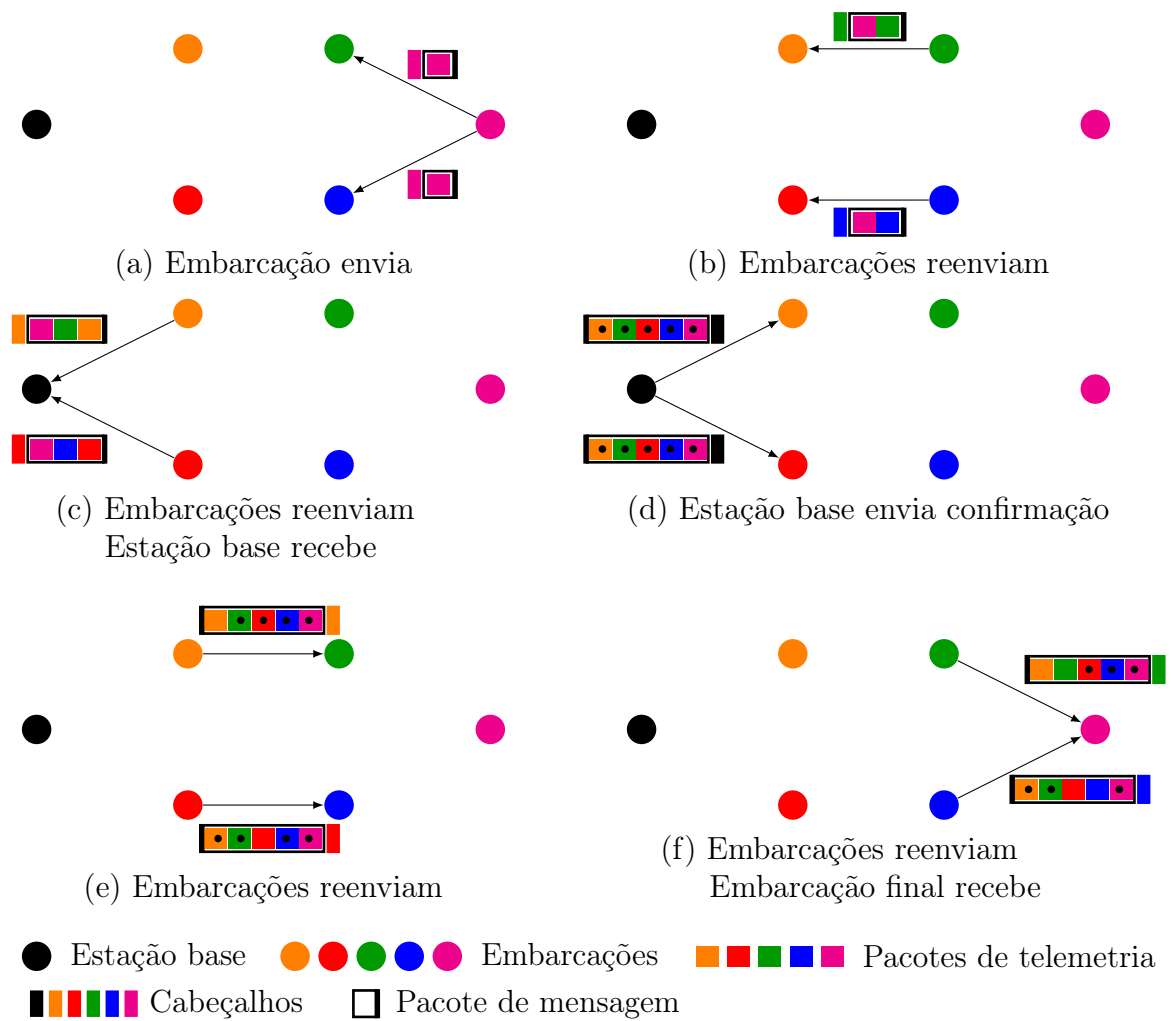 (a) Embarcação envia
(b) Embarcações reenviam
(c) Embarcações reenviam
Estação base recebe
(d) Estação base envia confirmação
(e) Embarcações reenviam
(f) Embarcações reenviam
Embarcação final recebe
Estação base
Embarcações
Pacotes de telemetria
Cabeçalhos
Pacote de mensagem